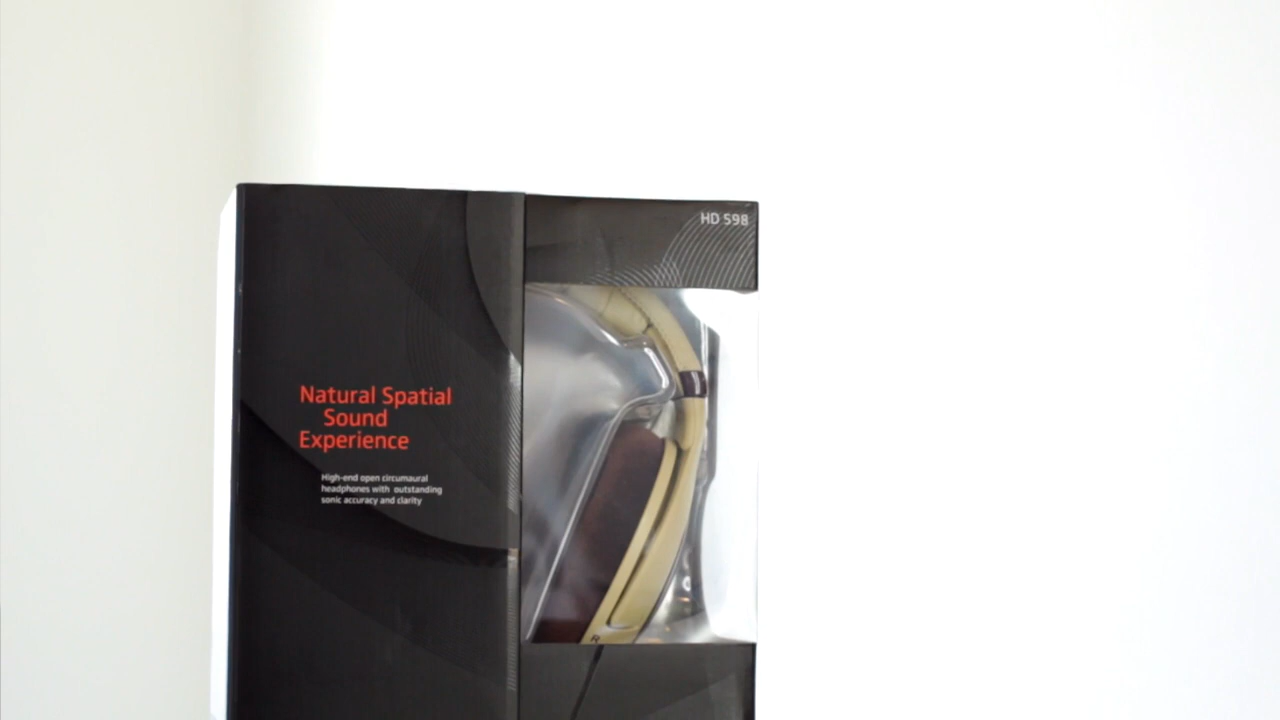 HD 598
Natural Spatial
Sound
Experience
High-end open circumaural
headphones with outstanding
sonic accuracy and clarity
R